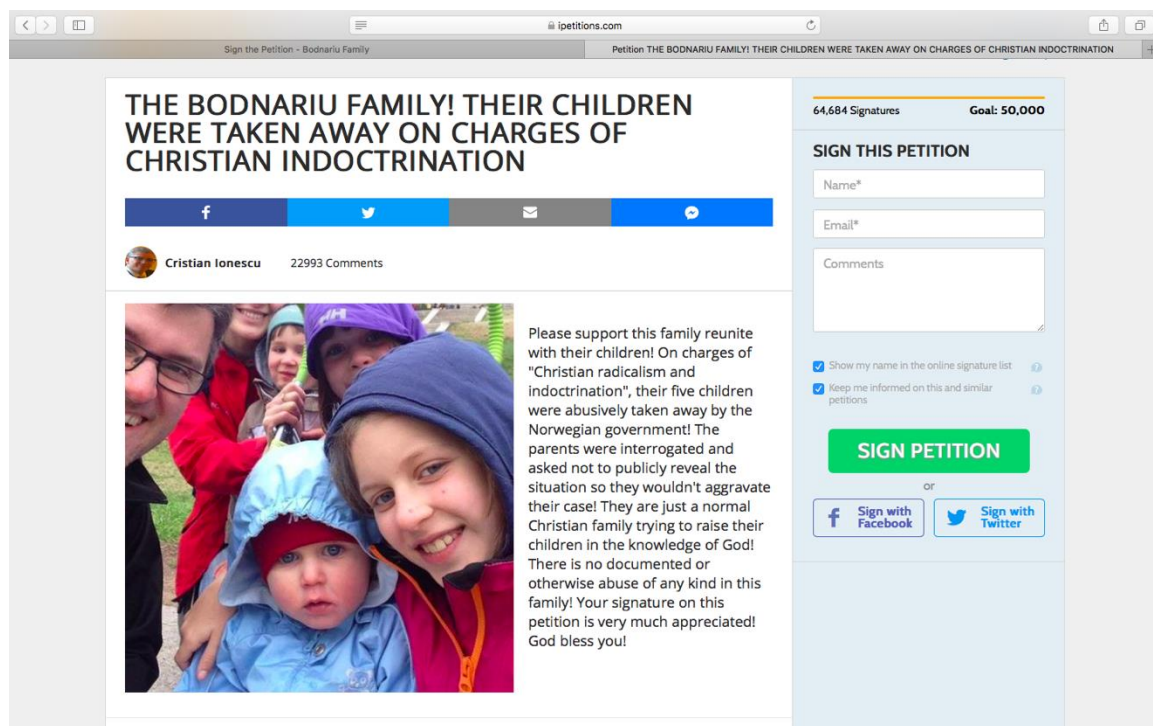 ipetitions.com
Sign the Petition - Bodnariu Family
Petition THE BODNARIU FAMILY! THEIR CHILDREN WERE TAKEN AWAY ON CHARGES OF CHRISTIAN INDOCTRINATION
THE BODNARIU FAMILY! THEIR CHILDREN
WERE TAKEN AWAY ON CHARGES OF
CHRISTIAN INDOCTRINATION
Cristian Ionescu 22993 Comments
HH
Please support this family reunite
with their children! On charges of
"Christian radicalism and
indoctrination", their five children
were abusively taken away by the
Norwegian government! The
parents were interrogated and
asked not to publicly reveal the
situation so they wouldn't aggravate
their case! They are just a normal
Christian family trying to raise their
children in the knowledge of God!
There is no documented or
otherwise abuse of any kind in this
family! Your signature on this
petition is very much appreciated!
God bless you!
64,684 Signatures Goal: 50,000
SIGN THIS PETITION
Name*
Email*
Comments
Show my name in the online signature list
Keep me informed on this and similar
petitions
SIGN PETITION
or
Sign with
Facebook
Sign with
Twitter